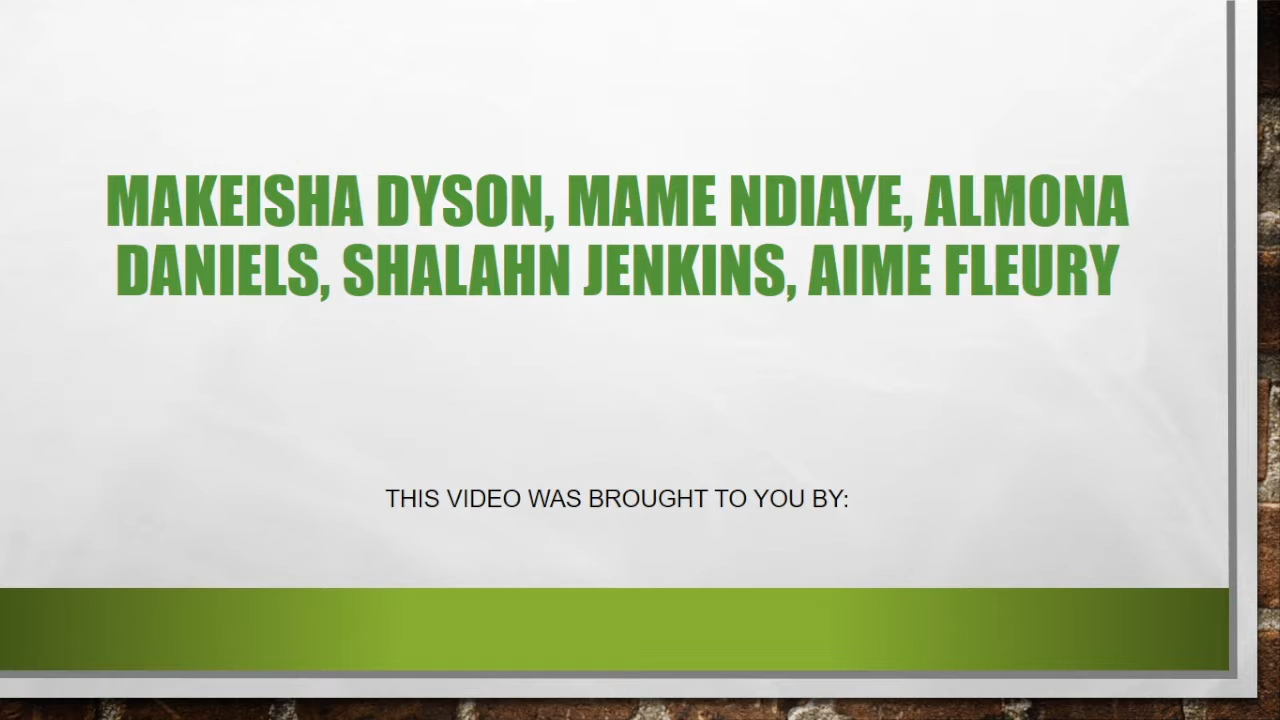 MAKEISHA DYSON, MAME NDIAYE, ALMONA
DANIELS, SHALAHN JENKINS, AIME FLEURY
THIS VIDEO WAS BROUGHT TO YOU BY: